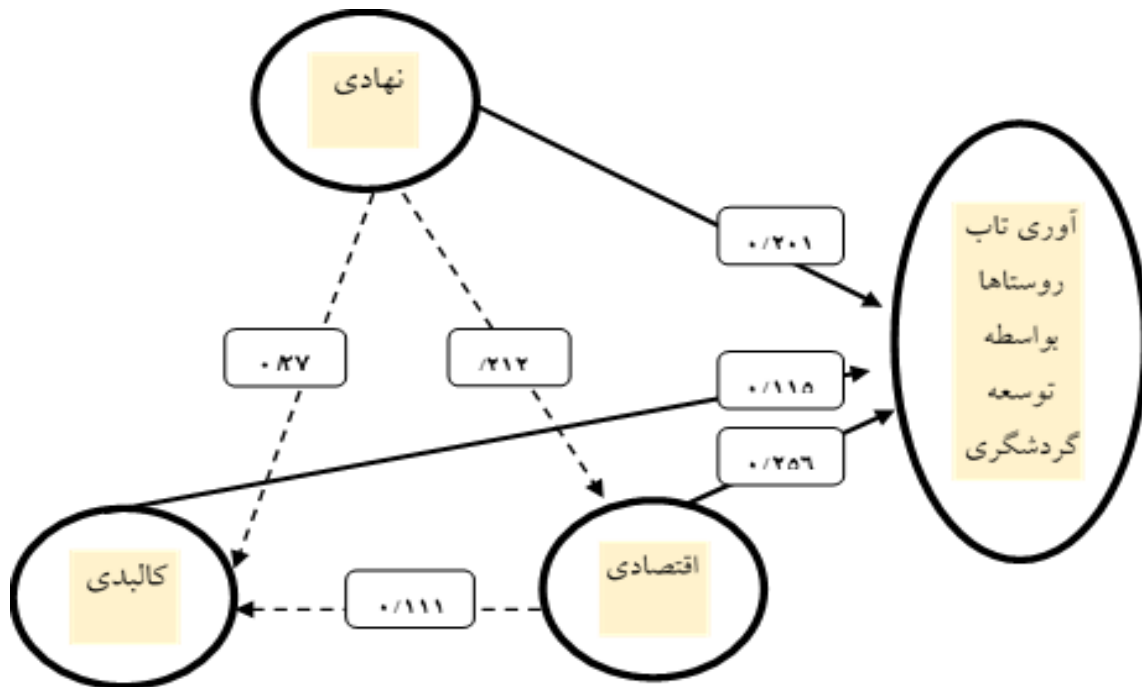 نهادی
آوری تاب
روستاها
بواسطه
توسعه
گردشگری
۰/۲۰۱
۰/۲۷
/۲۱۲
۰/۱۱۵
۰/۲۵۶
کالبدی
اقتصادی
۰/۱۱۱